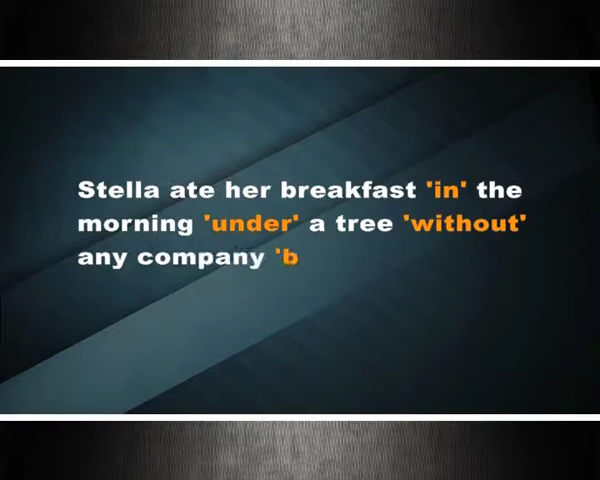 Stella ate her breakfast 'in' the
morning 'under' a tree 'without'
any company 'b